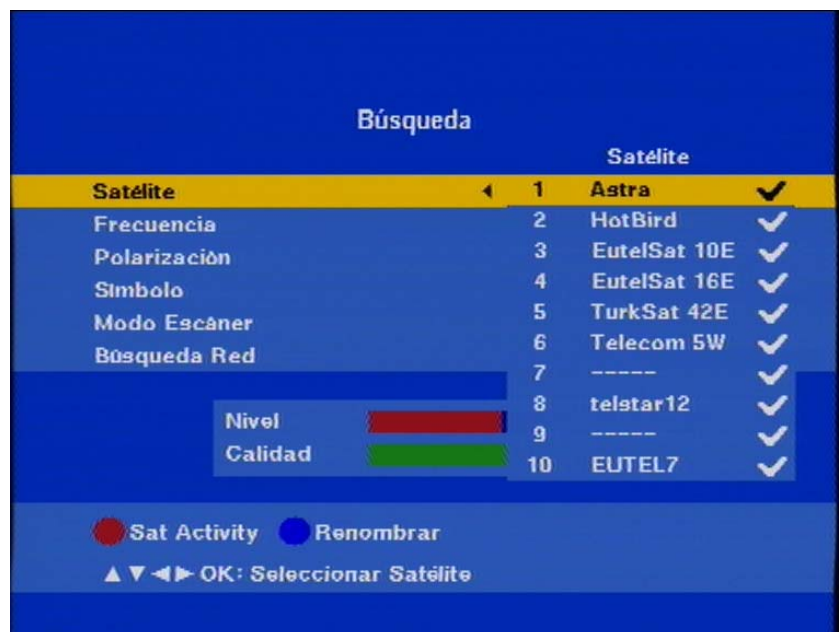 Búsqueda
Satélite
Satélite 1 Astra
Frecuencia 2 HotBird
Polarización 3 EutelSat 10E
Símbolo 4 EutelSat 16E
Modo Escáner 5 TurkSat 42E
Búsqueda Red 6 Telecom 5W
7 -----
Nivel 8 telstar12
9 -----
Calidad 10 EUTEL7
Sat Activity Renombrar
▲ ▼ ◀ ▶ OK: Seleccionar Satélite